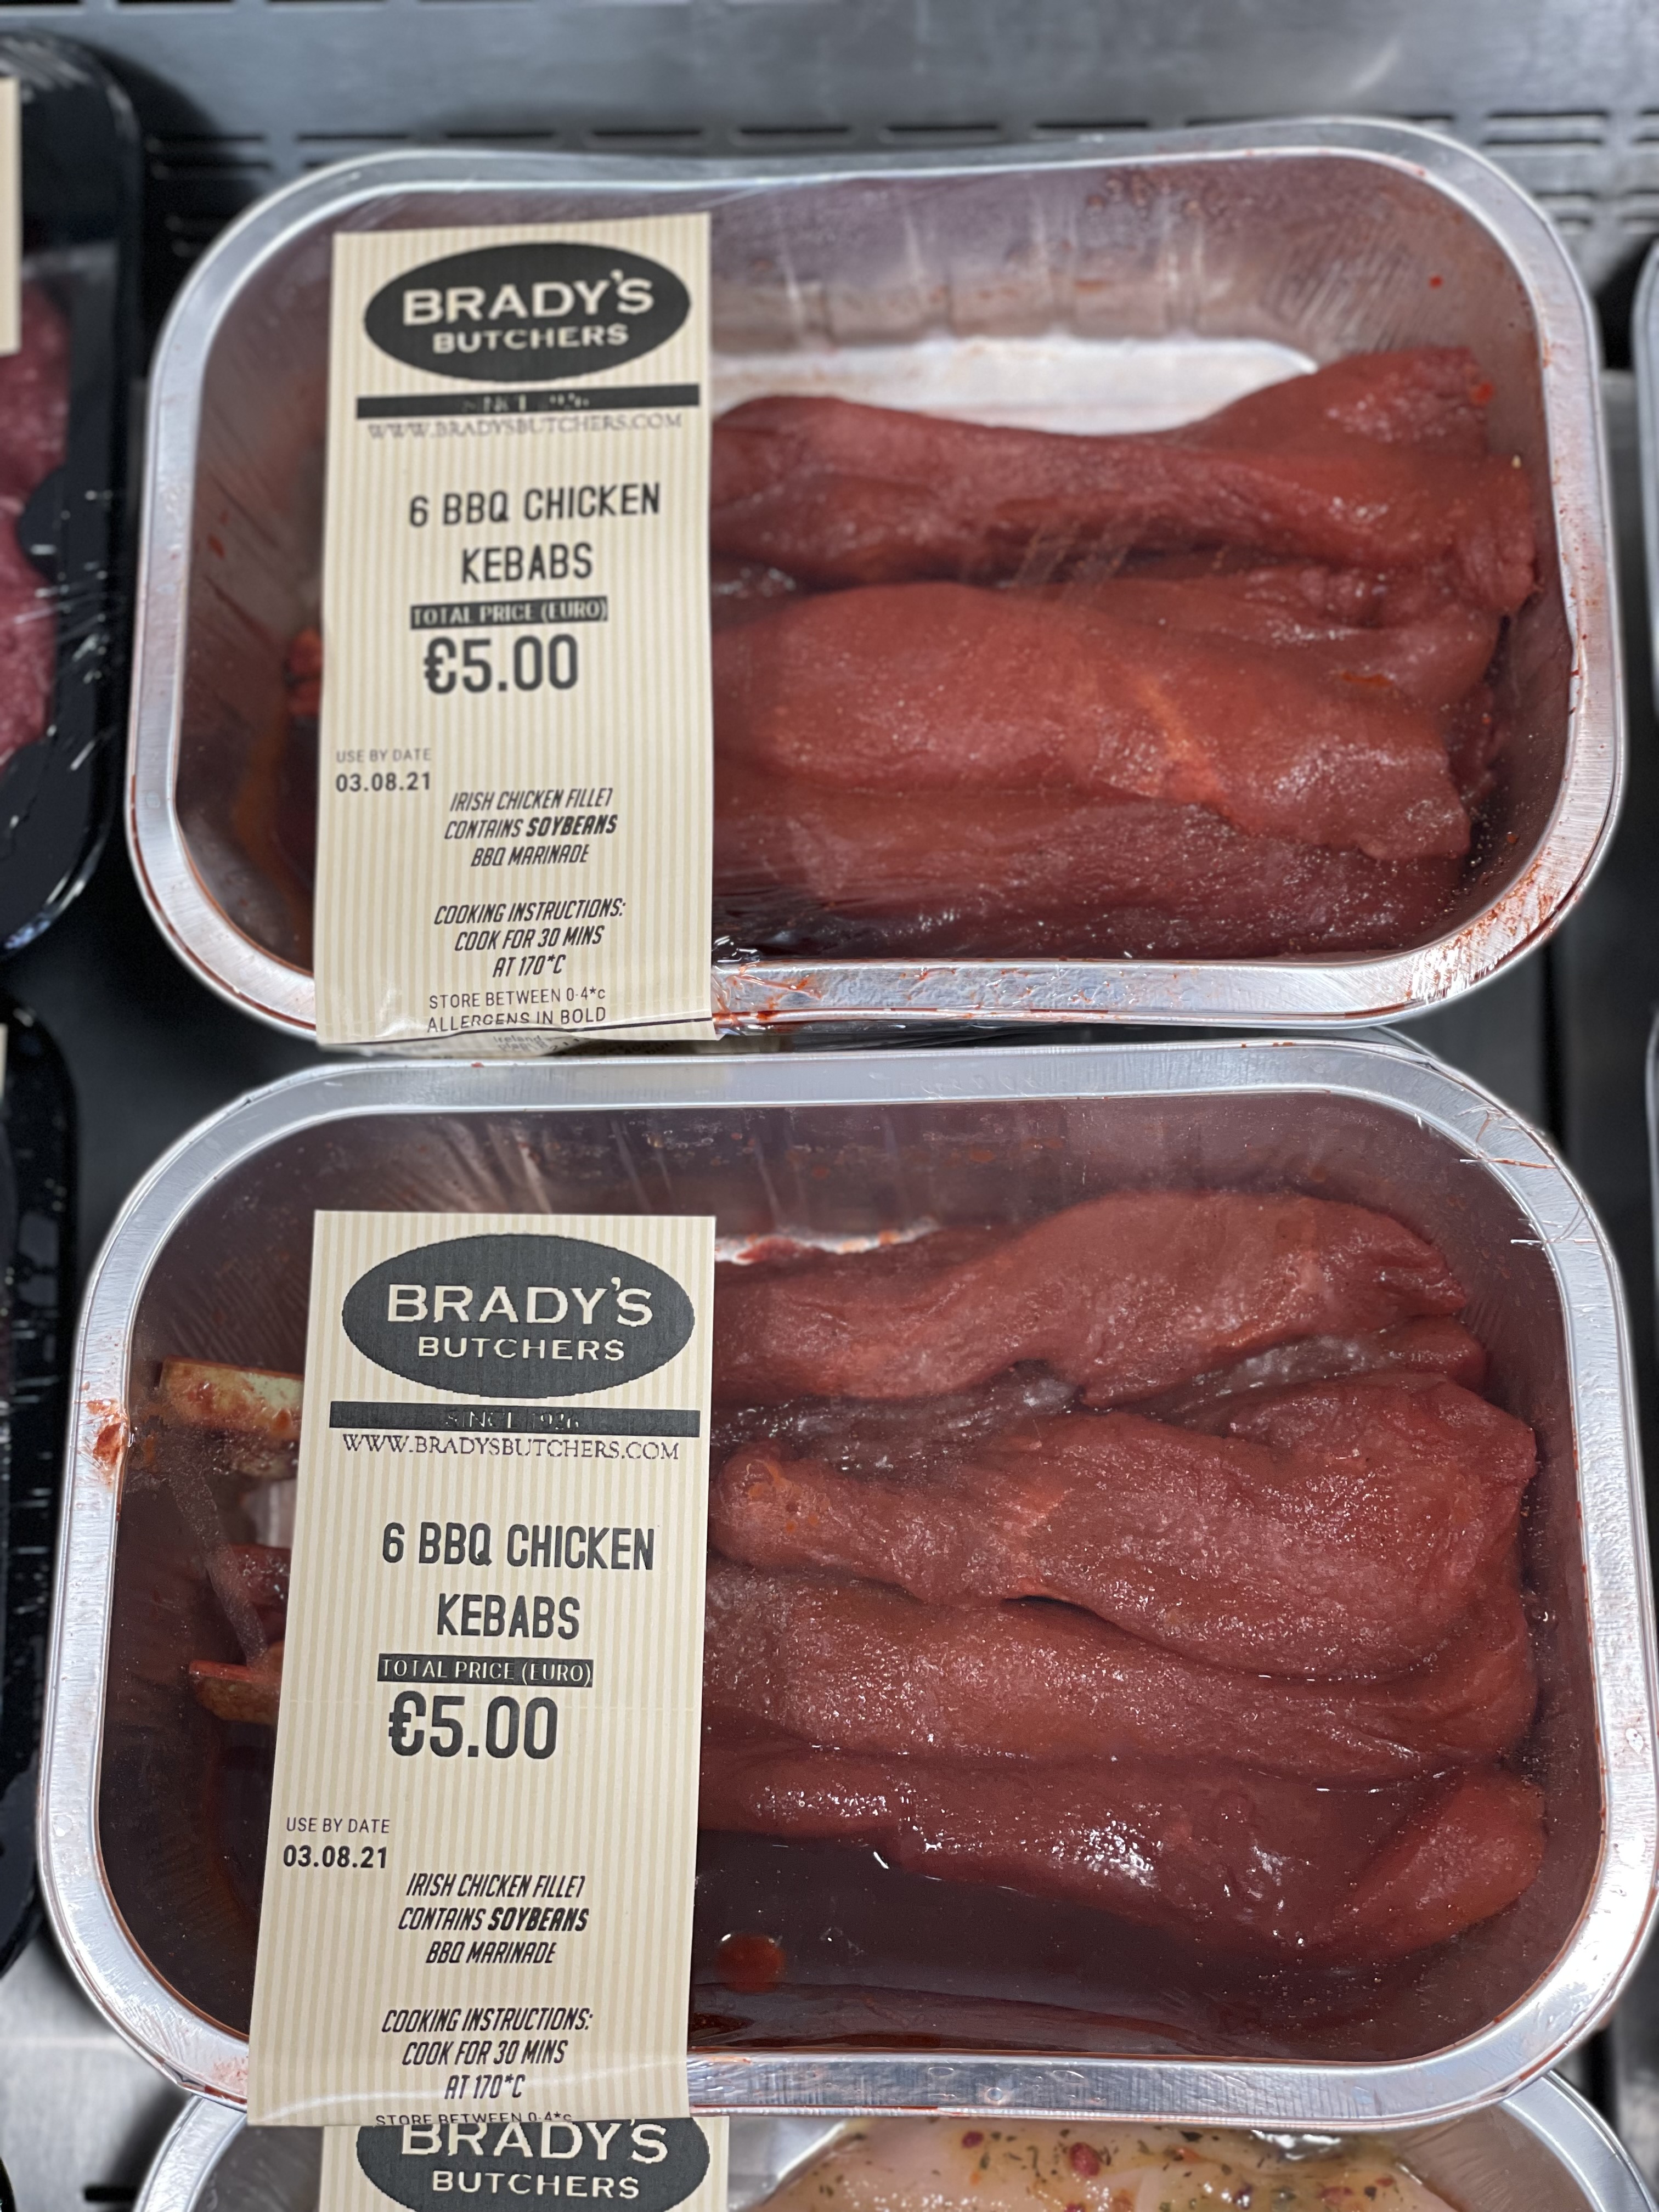 BRADY'S
BUTCHERS
WWW.BRADYSBUTCHERS.COM
6 BBQ CHICKEN
KEBABS
TOTAL PRICE (EURO)
€5.00
USE BY DATE
03.08.21
IRISH CHICKEN FILLET
CONTAINS SOYBEANS
BBQ MARINADE
COOKING INSTRUCTIONS:
COOK FOR 30 MINS
AT 170*C
STORE BETWEEN 0-4*c
ALLERGENS IN BOLD
BRADY'S
BUTCHERS
SINCE 1926
WWW.BRADYSBUTCHERS.COM
6 BBQ CHICKEN
KEBABS
TOTAL PRICE (EURO)
€5.00
USE BY DATE
03.08.21
IRISH CHICKEN FILLET
CONTAINS SOYBEANS
BBQ MARINADE
COOKING INSTRUCTIONS:
COOK FOR 30 MINS
AT 170*C
STORE BETWEEN 0-4*c
BRADY'S
BUTCHERS